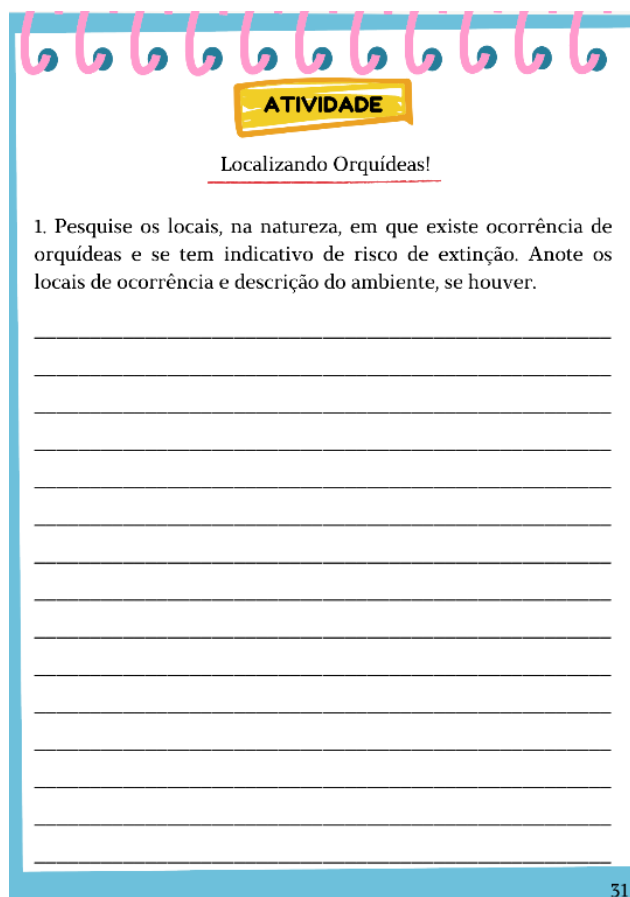 ATIVIDADE
Localizando Orquídeas!
1. Pesquise os locais, na natureza, em que existe ocorrência de
orquídeas e se tem indicativo de risco de extinção. Anote os
locais de ocorrência e descrição do ambiente, se houver.
31